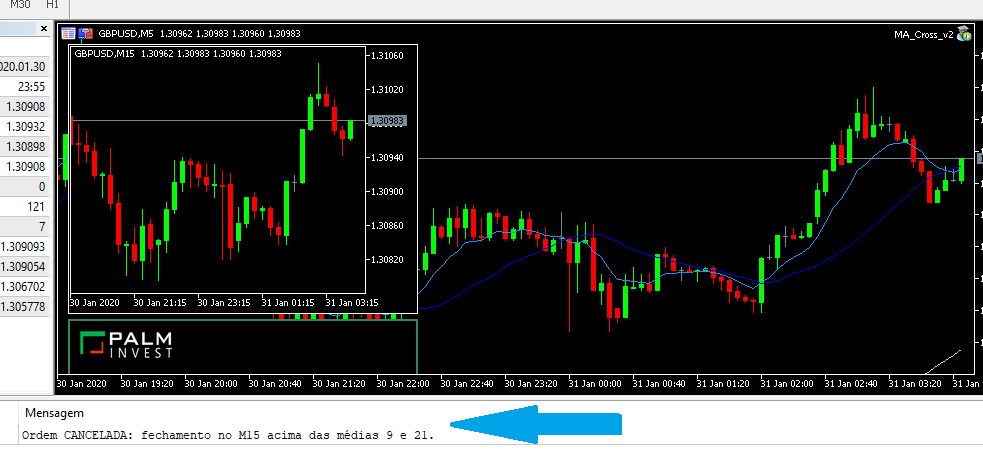 M30 H1
GBPUSD,M5 1.30962 1.30983 1.30960 1.30983
MA_Cross_v2
GBPUSD,M15 1.30962 1.30983 1.30960 1.30983
1.31060
1.31020
1.30983
1.30940
1.30900
1.30860
1.30820
30 Jan 2020 30 Jan 21:15 30 Jan 23:15 31 Jan 01:15 31 Jan 03:15
020.01.30
23:55
1.30908
1.30932
1.30898
1.30908
0
121
7
1.309093
1.309054
1.306702
1.305778
PALM
INVEST
30 Jan 2020 30 Jan 19:20 30 Jan 20:00 30 Jan 20:40 30 Jan 21:20 30 Jan 22:00 30 Jan 22:40 30 Jan 23:20 31 Jan 00:00 31 Jan 00:40 31 Jan 01:20 31 Jan 02:00 31 Jan 02:40 31 Jan 03:20 31 Jan
Mensagem
Ordem CANCELADA: fechamento no M15 acima das médias 9 e 21.